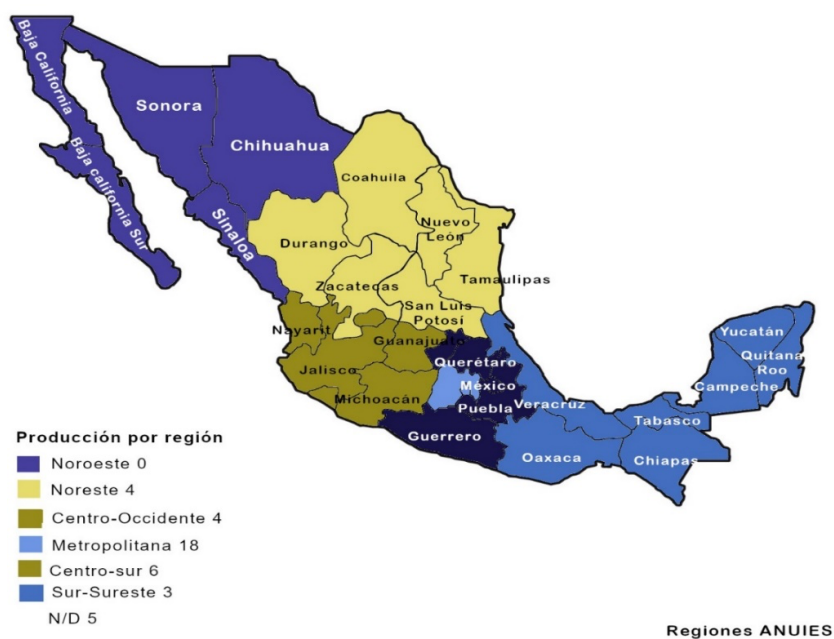 Baja California
Sonora
Chihuahua
Baja california Sur
Sinaloa
Coahuila
Nuevo
León
Durango
Zacatecas
Tamaulipas
San Luis
Potosí
Nayarit
Guanajuato
Jalisco
Michoacán
Querétaro
México
Puebla
Guerrero
Veracruz
Oaxaca
Yucatán
Quitana
Roo
Campeche
Tabasco
Chiapas
Producción por región
Noroeste 0
Noreste 4
Centro-Occidente 4
Metropolitana 18
Centro-sur 6
Sur-Sureste 3
N/D 5
Regiones ANUIES